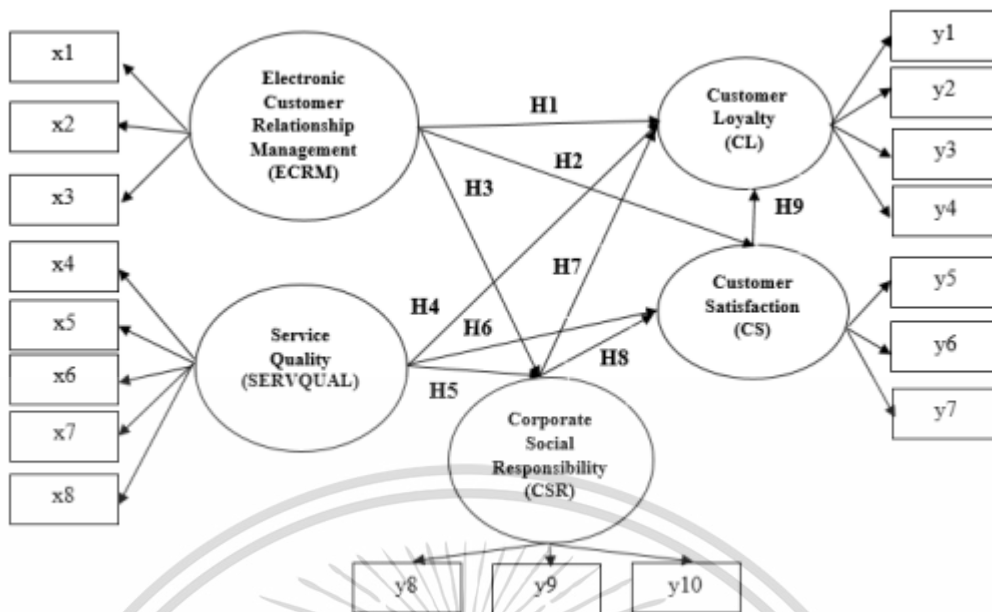 x1
x2
x3
x4
x5
x6
x7
x8
Electronic
Customer
Relationship
Management
(ECRM)
Service
Quality
(SERVQUAL)
H1
H2
H3
H4
H7
H6
H5
H8
H9
Corporate
Social
Responsibility
(CSR)
Customer
Loyalty
(CL)
Customer
Satisfaction
(CS)
y1
y2
y3
y4
y5
y6
y7
y8
y9
y10